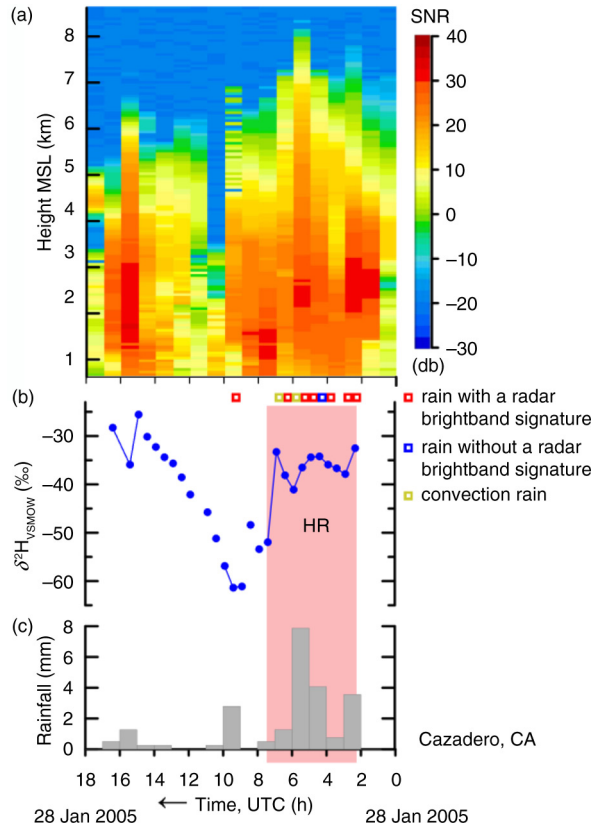 (a)
SNR
Height MSL (km)
8
7
6
5
4
3
2
1
40
30
20
10
0
−10
−20
−30
(db)
(b)
δ²H_VSMOW (‰)
−30
−40
−50
−60
HR
rain with a radar
brightband signature
rain without a radar
brightband signature
convection rain
(c)
Rainfall (mm)
8
6
4
2
0
Cazadero, CA
18 16 14 12 10 8 6 4 2 0
← Time, UTC (h)
28 Jan 2005 28 Jan 2005